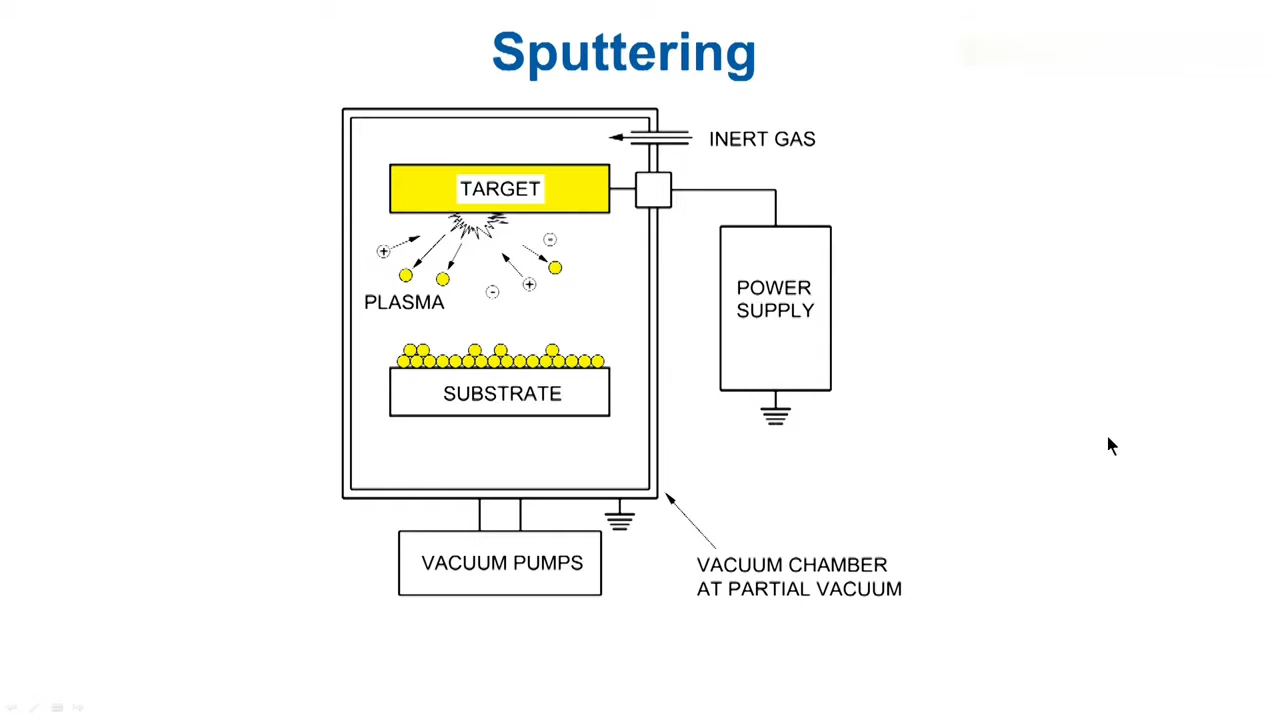 Sputtering
INERT GAS
TARGET
+
-
-
+
PLASMA
POWER
SUPPLY
SUBSTRATE
VACUUM PUMPS
VACUUM CHAMBER
AT PARTIAL VACUUM